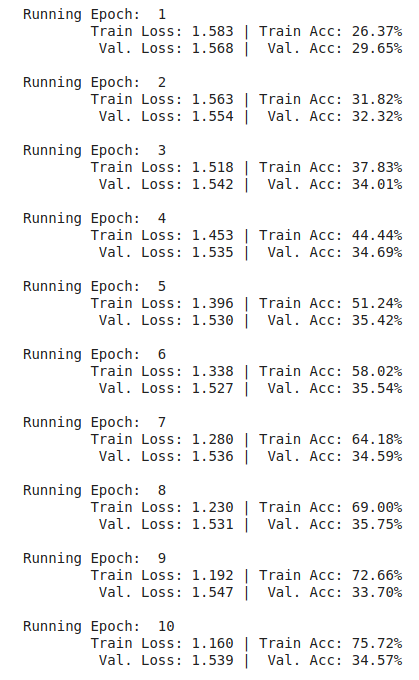 Running Epoch:  1
Train Loss: 1.583 | Train Acc: 26.37%
Val. Loss: 1.568 |  Val. Acc: 29.65%
Running Epoch:  2
Train Loss: 1.563 | Train Acc: 31.82%
Val. Loss: 1.554 |  Val. Acc: 32.32%
Running Epoch:  3
Train Loss: 1.518 | Train Acc: 37.83%
Val. Loss: 1.542 |  Val. Acc: 34.01%
Running Epoch:  4
Train Loss: 1.453 | Train Acc: 44.44%
Val. Loss: 1.535 |  Val. Acc: 34.69%
Running Epoch:  5
Train Loss: 1.396 | Train Acc: 51.24%
Val. Loss: 1.530 |  Val. Acc: 35.42%
Running Epoch:  6
Train Loss: 1.338 | Train Acc: 58.02%
Val. Loss: 1.527 |  Val. Acc: 35.54%
Running Epoch:  7
Train Loss: 1.280 | Train Acc: 64.18%
Val. Loss: 1.536 |  Val. Acc: 34.59%
Running Epoch:  8
Train Loss: 1.230 | Train Acc: 69.00%
Val. Loss: 1.531 |  Val. Acc: 35.75%
Running Epoch:  9
Train Loss: 1.192 | Train Acc: 72.66%
Val. Loss: 1.547 |  Val. Acc: 33.70%
Running Epoch:  10
Train Loss: 1.160 | Train Acc: 75.72%
Val. Loss: 1.539 |  Val. Acc: 34.57%